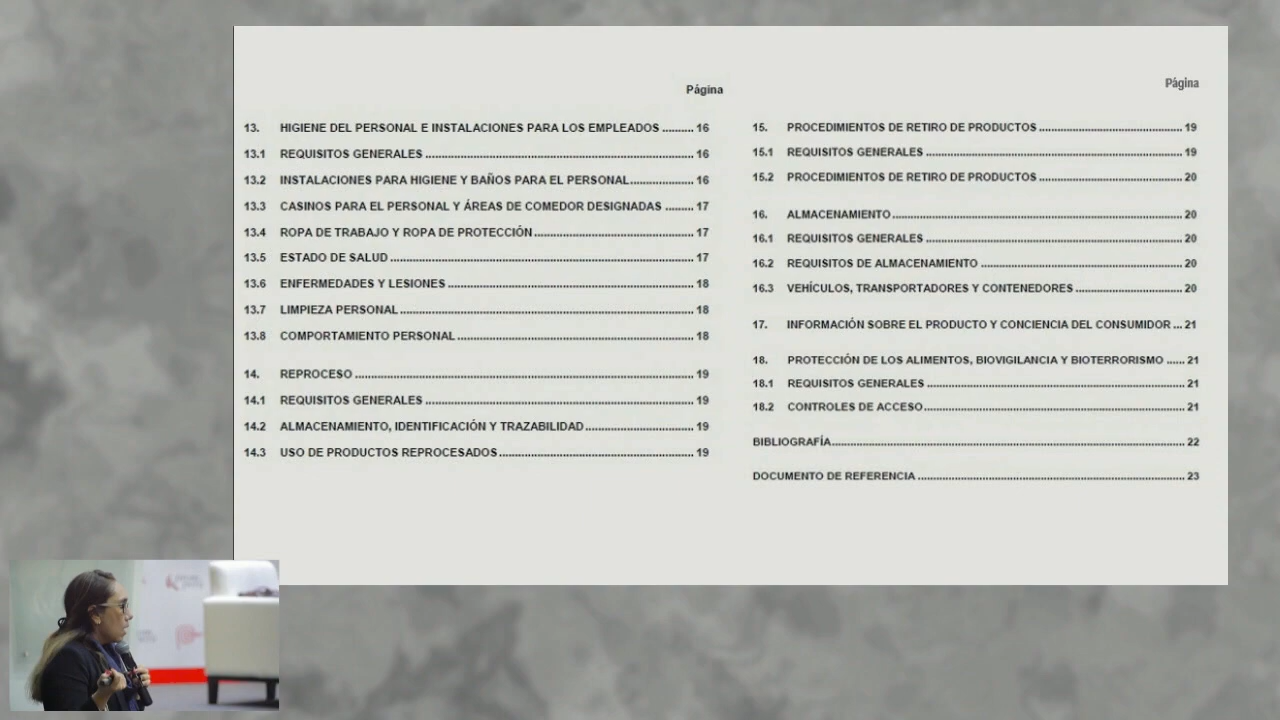 Página
13. HIGIENE DEL PERSONAL E INSTALACIONES PARA LOS EMPLEADOS .......... 16
13.1 REQUISITOS GENERALES .......... 16
13.2 INSTALACIONES PARA HIGIENE Y BAÑOS PARA EL PERSONAL .......... 16
13.3 CASINOS PARA EL PERSONAL Y ÁREAS DE COMEDOR DESIGNADAS ......... 17
13.4 ROPA DE TRABAJO Y ROPA DE PROTECCIÓN .......... 17
13.5 ESTADO DE SALUD .......... 17
13.6 ENFERMEDADES Y LESIONES .......... 18
13.7 LIMPIEZA PERSONAL .......... 18
13.8 COMPORTAMIENTO PERSONAL .......... 18
14. REPROCESO .......... 19
14.1 REQUISITOS GENERALES .......... 19
14.2 ALMACENAMIENTO, IDENTIFICACIÓN Y TRAZABILIDAD .......... 19
14.3 USO DE PRODUCTOS REPROCESADOS .......... 19
Página
15. PROCEDIMIENTOS DE RETIRO DE PRODUCTOS .......... 19
15.1 REQUISITOS GENERALES .......... 19
15.2 PROCEDIMIENTOS DE RETIRO DE PRODUCTOS .......... 20
16. ALMACENAMIENTO .......... 20
16.1 REQUISITOS GENERALES .......... 20
16.2 REQUISITOS DE ALMACENAMIENTO .......... 20
16.3 VEHÍCULOS, TRANSPORTADORES Y CONTENEDORES .......... 20
17. INFORMACIÓN SOBRE EL PRODUCTO Y CONCIENCIA DEL CONSUMIDOR ... 21
18. PROTECCIÓN DE LOS ALIMENTOS, BIOVIGILANCIA Y BIOTERRORISMO ...... 21
18.1 REQUISITOS GENERALES .......... 21
18.2 CONTROLES DE ACCESO .......... 21
BIBLIOGRAFÍA .......... 22
DOCUMENTO DE REFERENCIA .......... 23